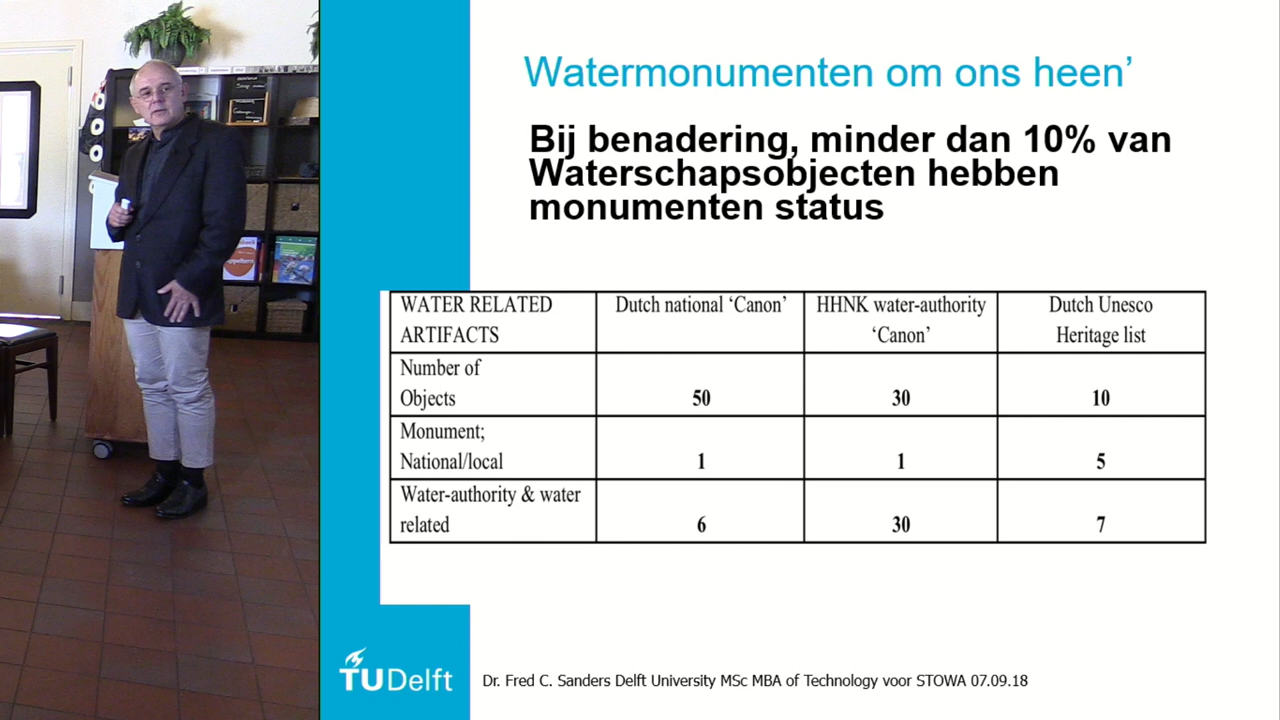 Watermonumenten om ons heen’
Bij benadering, minder dan 10% van
Waterschapsobjecten hebben
monumenten status
WATER RELATED ARTIFACTS
Dutch national ‘Canon’
HHNK water-authority ‘Canon’
Dutch Unesco Heritage list
Number of Objects
50
30
10
Monument; National/local
1
1
5
Water-authority & water related
6
30
7
TU Delft
Dr. Fred C. Sanders Delft University MSc MBA of Technology voor STOWA 07.09.18